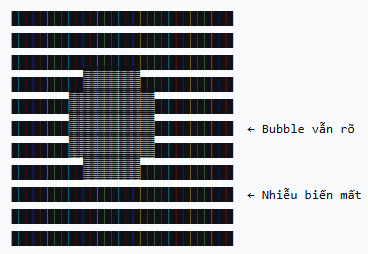 ← Bubble vẫn rõ
← Nhiễu biến mất